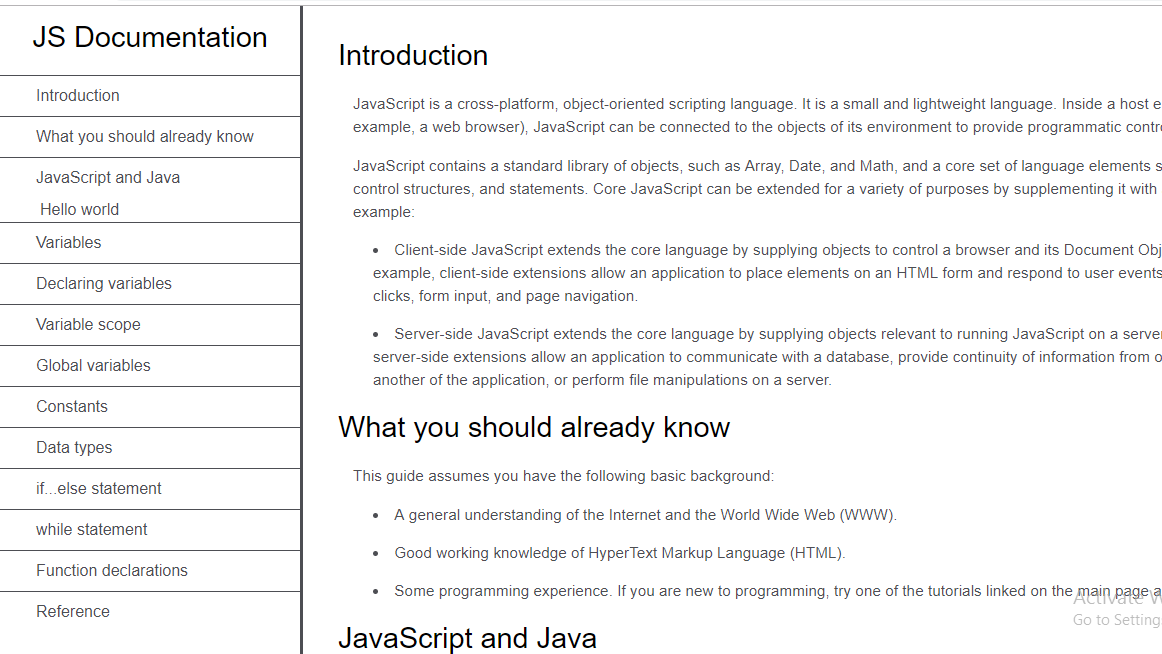 JS Documentation
Introduction
What you should already know
JavaScript and Java
Hello world
Variables
Declaring variables
Variable scope
Global variables
Constants
Data types
if...else statement
while statement
Function declarations
Reference
Introduction
JavaScript is a cross-platform, object-oriented scripting language. It is a small and lightweight language. Inside a host e
example, a web browser), JavaScript can be connected to the objects of its environment to provide programmatic contr
JavaScript contains a standard library of objects, such as Array, Date, and Math, and a core set of language elements s
control structures, and statements. Core JavaScript can be extended for a variety of purposes by supplementing it with
example:
• Client-side JavaScript extends the core language by supplying objects to control a browser and its Document Obj
example, client-side extensions allow an application to place elements on an HTML form and respond to user events
clicks, form input, and page navigation.
• Server-side JavaScript extends the core language by supplying objects relevant to running JavaScript on a server
server-side extensions allow an application to communicate with a database, provide continuity of information from o
another of the application, or perform file manipulations on a server.
What you should already know
This guide assumes you have the following basic background:
• A general understanding of the Internet and the World Wide Web (WWW).
• Good working knowledge of HyperText Markup Language (HTML).
• Some programming experience. If you are new to programming, try one of the tutorials linked on the main page a
Activate W
Go to Setting
JavaScript and Java